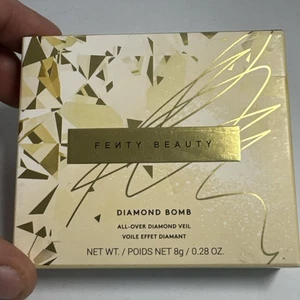 FENTY BEAUTY
DIAMOND BOMB
ALL-OVER DIAMOND VEIL
VOILE EFFET DIAMANT
NET WT. / POIDS NET 8g / 0.28 OZ.